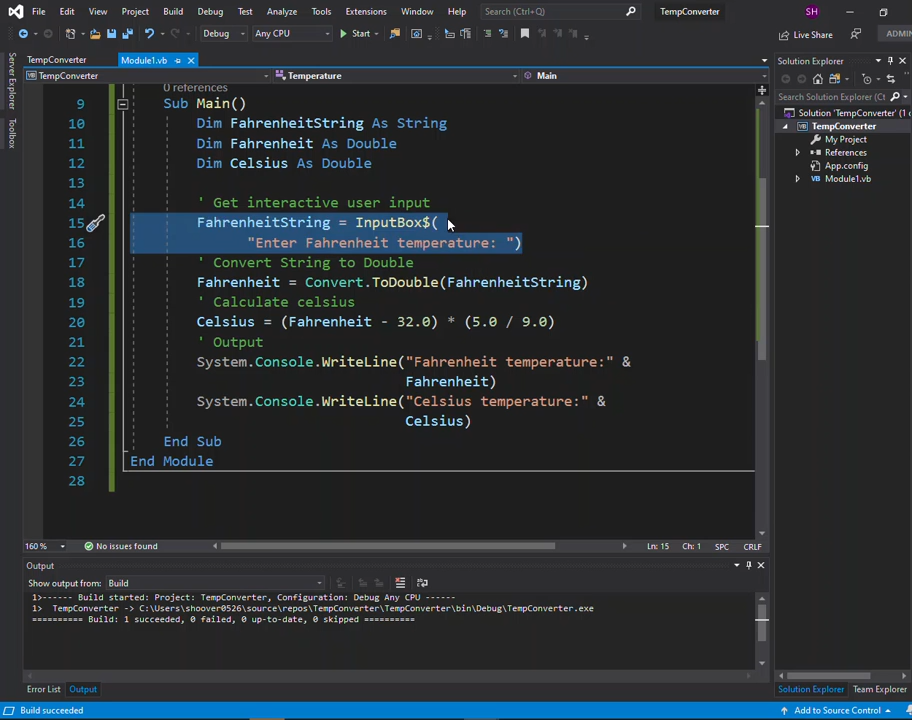 File Edit View Project Build Debug Test Analyze Tools Extensions Window Help Search (Ctrl+Q) TempConverter SH
Debug Any CPU Start Live Share ADMIN
TempConverter Module1.vb Solution Explorer
TempConverter Temperature Main
Server Explorer
Toolbox
Search Solution Explorer (Ctrl+;)
Solution 'TempConverter' (1 o
TempConverter
My Project
References
App.config
Module1.vb
0 references
9 Sub Main()
10 Dim FahrenheitString As String
11 Dim Fahrenheit As Double
12 Dim Celsius As Double
13
14 ' Get interactive user input
15 FahrenheitString = InputBox$(
16 "Enter Fahrenheit temperature: ")
17 ' Convert String to Double
18 Fahrenheit = Convert.ToDouble(FahrenheitString)
19 ' Calculate celsius
20 Celsius = (Fahrenheit - 32.0) * (5.0 / 9.0)
21 ' Output
22 System.Console.WriteLine("Fahrenheit temperature:" &
23 Fahrenheit)
24 System.Console.WriteLine("Celsius temperature:" &
25 Celsius)
26 End Sub
27 End Module
28
160 % No issues found Ln: 15 Ch: 1 SPC CRLF
Output
Show output from: Build
1>------ Build started: Project: TempConverter, Configuration: Debug Any CPU ------
1> TempConverter -> C:\Users\shoover0526\source\repos\TempConverter\TempConverter\bin\Debug\TempConverter.exe
========== Build: 1 succeeded, 0 failed, 0 up-to-date, 0 skipped ==========
Error List Output Solution Explorer Team Explorer
Build succeeded Add to Source Control